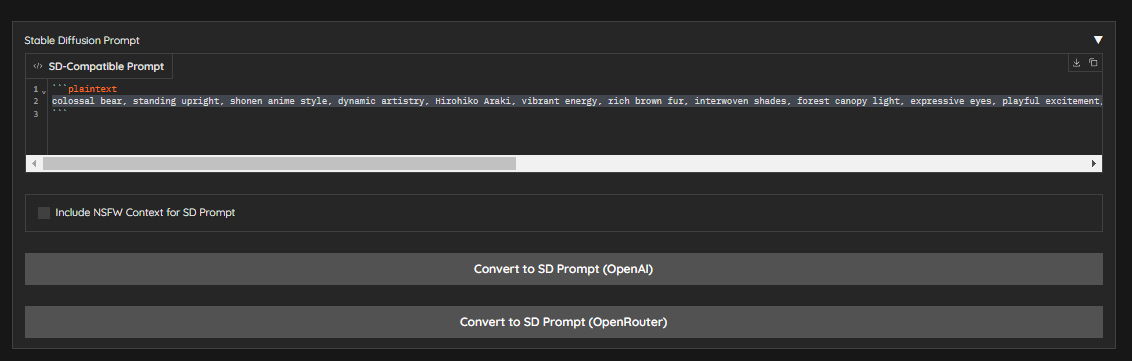 Stable Diffusion Prompt ▼
</> SD-Compatible Prompt
1 ```plaintext
2 colossal bear, standing upright, shonen anime style, dynamic artistry, Hirohiko Araki, vibrant energy, rich brown fur, interwoven shades, forest canopy light, expressive eyes, playful excitement,
3 ```
Include NSFW Context for SD Prompt
Convert to SD Prompt (OpenAI)
Convert to SD Prompt (OpenRouter)